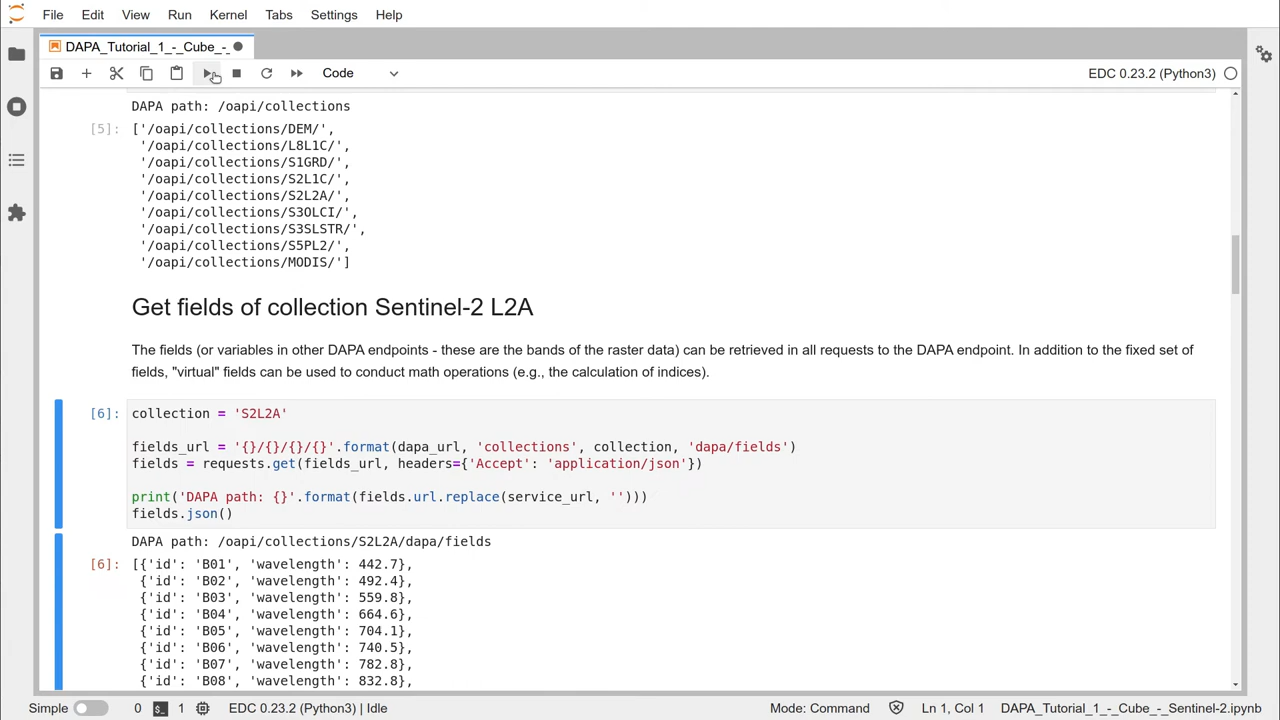 File Edit View Run Kernel Tabs Settings Help
DAPA_Tutorial_1_-_Cube_-_
Code EDC 0.23.2 (Python3)
DAPA path: /oapi/collections
[5]: ['/oapi/collections/DEM/',
'/oapi/collections/L8L1C/',
'/oapi/collections/S1GRD/',
'/oapi/collections/S2L1C/',
'/oapi/collections/S2L2A/',
'/oapi/collections/S3OLCI/',
'/oapi/collections/S3SLSTR/',
'/oapi/collections/S5PL2/',
'/oapi/collections/MODIS/']
Get fields of collection Sentinel-2 L2A
The fields (or variables in other DAPA endpoints - these are the bands of the raster data) can be retrieved in all requests to the DAPA endpoint. In addition to the fixed set of
fields, "virtual" fields can be used to conduct math operations (e.g., the calculation of indices).
[6]: collection = 'S2L2A'
fields_url = '{}/{}/{}/{}'.format(dapa_url, 'collections', collection, 'dapa/fields')
fields = requests.get(fields_url, headers={'Accept': 'application/json'})
print('DAPA path: {}'.format(fields.url.replace(service_url, '')))
fields.json()
DAPA path: /oapi/collections/S2L2A/dapa/fields
[6]: [{'id': 'B01', 'wavelength': 442.7},
{'id': 'B02', 'wavelength': 492.4},
{'id': 'B03', 'wavelength': 559.8},
{'id': 'B04', 'wavelength': 664.6},
{'id': 'B05', 'wavelength': 704.1},
{'id': 'B06', 'wavelength': 740.5},
{'id': 'B07', 'wavelength': 782.8},
{'id': 'B08', 'wavelength': 832.8},
Simple 0 $_ 1 EDC 0.23.2 (Python3) | Idle Mode: Command Ln 1, Col 1 DAPA_Tutorial_1_-_Cube_-_Sentinel-2.ipynb